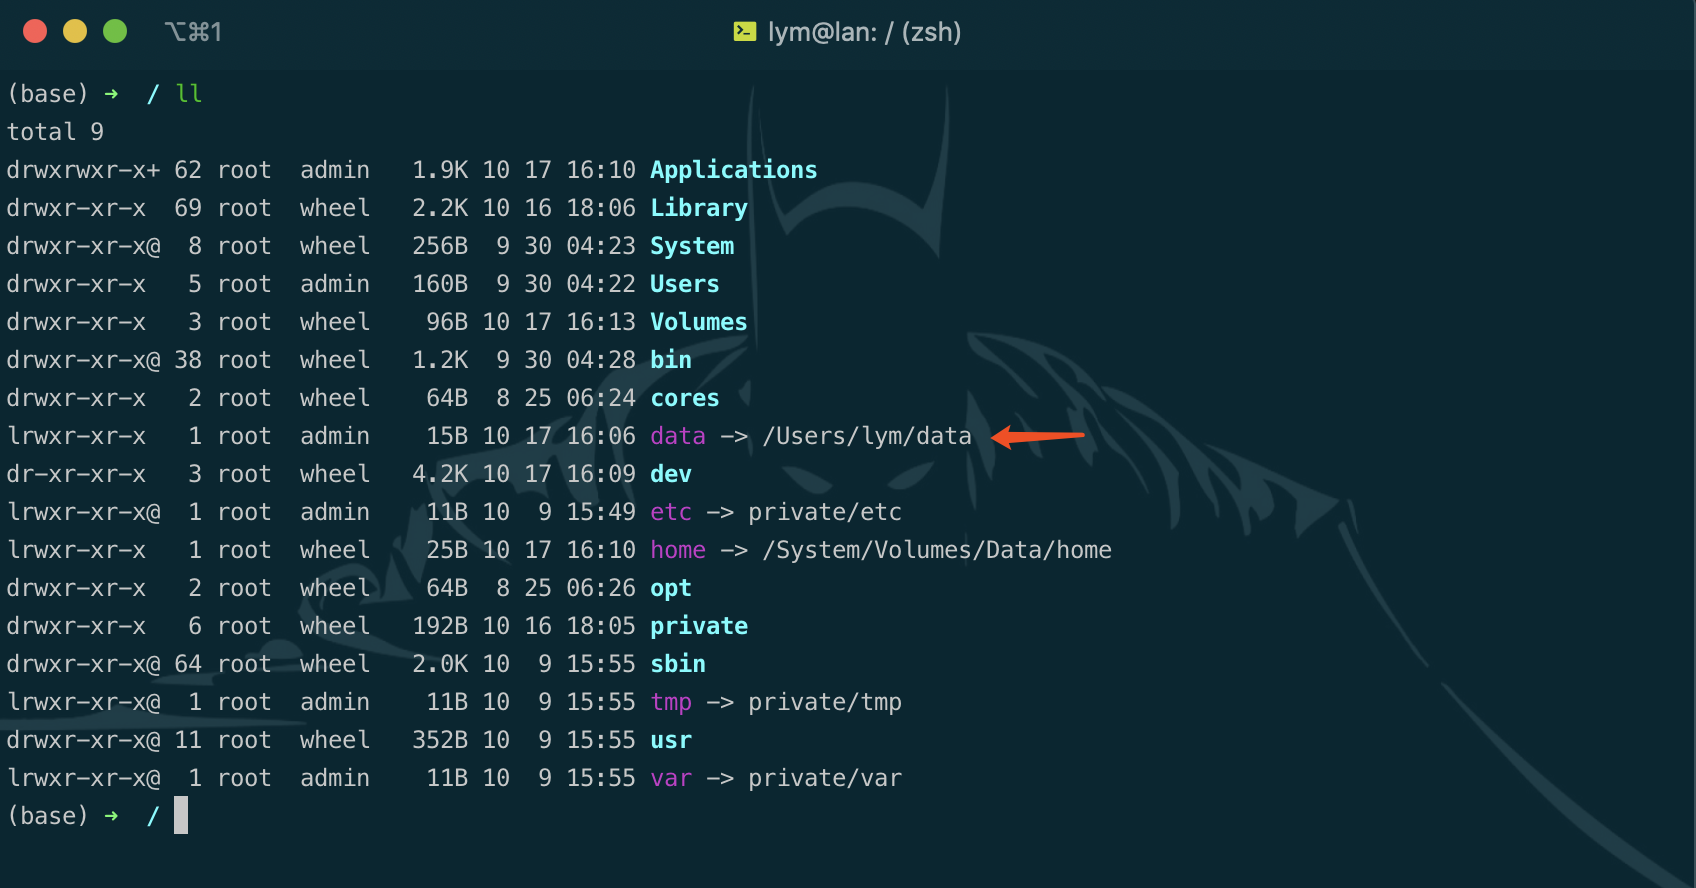 ⌥⌘1 lym@lan: / (zsh)
(base) ➜  / ll
total 9
drwxrwxr-x+ 62 root  admin   1.9K 10 17 16:10 Applications
drwxr-xr-x  69 root  wheel   2.2K 10 16 18:06 Library
drwxr-xr-x@  8 root  wheel   256B  9 30 04:23 System
drwxr-xr-x   5 root  admin   160B  9 30 04:22 Users
drwxr-xr-x   3 root  wheel    96B 10 17 16:13 Volumes
drwxr-xr-x@ 38 root  wheel   1.2K  9 30 04:28 bin
drwxr-xr-x   2 root  wheel    64B  8 25 06:24 cores
lrwxr-xr-x   1 root  admin    15B 10 17 16:06 data -> /Users/lym/data
dr-xr-xr-x   3 root  wheel   4.2K 10 17 16:09 dev
lrwxr-xr-x@  1 root  admin    11B 10  9 15:49 etc -> private/etc
lrwxr-xr-x   1 root  wheel    25B 10 17 16:10 home -> /System/Volumes/Data/home
drwxr-xr-x   2 root  wheel    64B  8 25 06:26 opt
drwxr-xr-x   6 root  wheel   192B 10 16 18:05 private
drwxr-xr-x@ 64 root  wheel   2.0K 10  9 15:55 sbin
lrwxr-xr-x@  1 root  admin    11B 10  9 15:55 tmp -> private/tmp
drwxr-xr-x@ 11 root  wheel   352B 10  9 15:55 usr
lrwxr-xr-x@  1 root  admin    11B 10  9 15:55 var -> private/var
(base) ➜  /